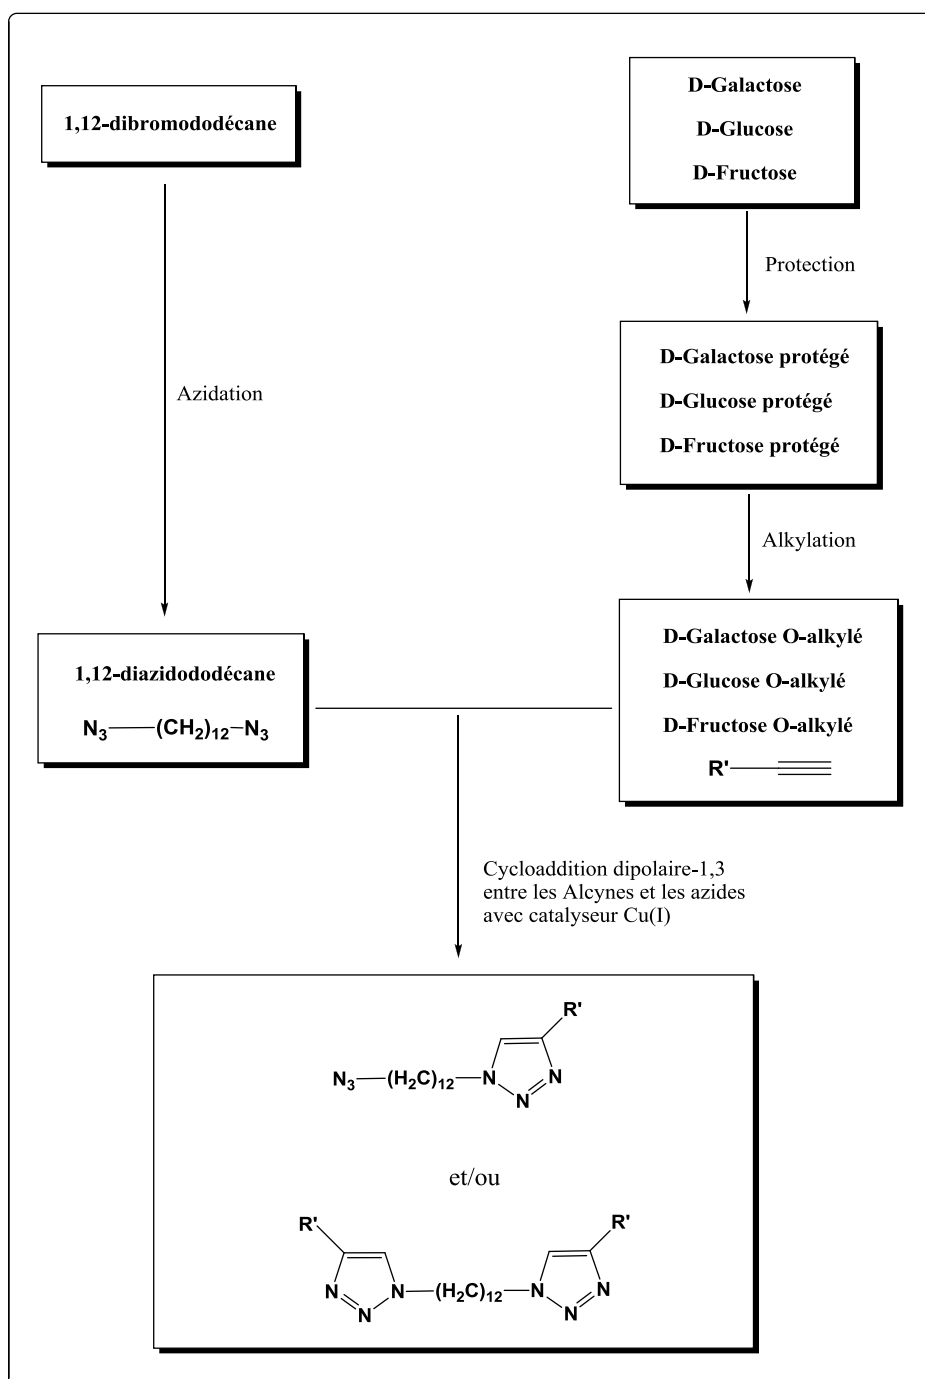 1,12-dibromododécane
D-Galactose
D-Glucose
D-Fructose
Protection
D-Galactose protégé
D-Glucose protégé
D-Fructose protégé
Azidation
Alkylation
1,12-diazidododécane
N3 (CH2)12 N3
D-Galactose O-alkylé
D-Glucose O-alkylé
D-Fructose O-alkylé
R'
Cycloaddition dipolaire-1,3
entre les Alcynes et les azides
avec catalyseur Cu(I)
R'
N3 (H2C)12 N N
N
et/ou
R' R'
N N (H2C)12 N N
N N